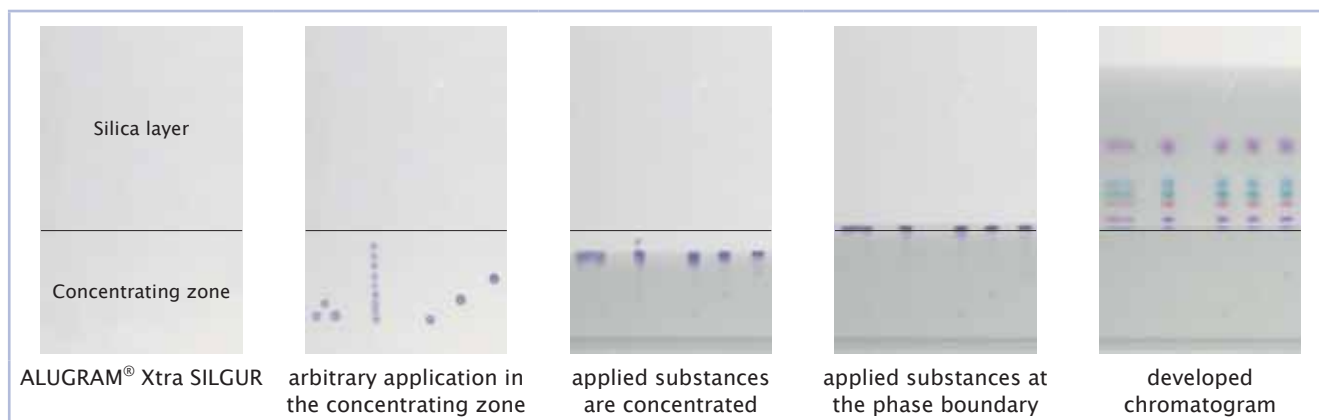 Silica layer
Concentrating zone
ALUGRAM® Xtra SILGUR
arbitrary application in
the concentrating zone
applied substances
are concentrated
applied substances at
the phase boundary
developed
chromatogram